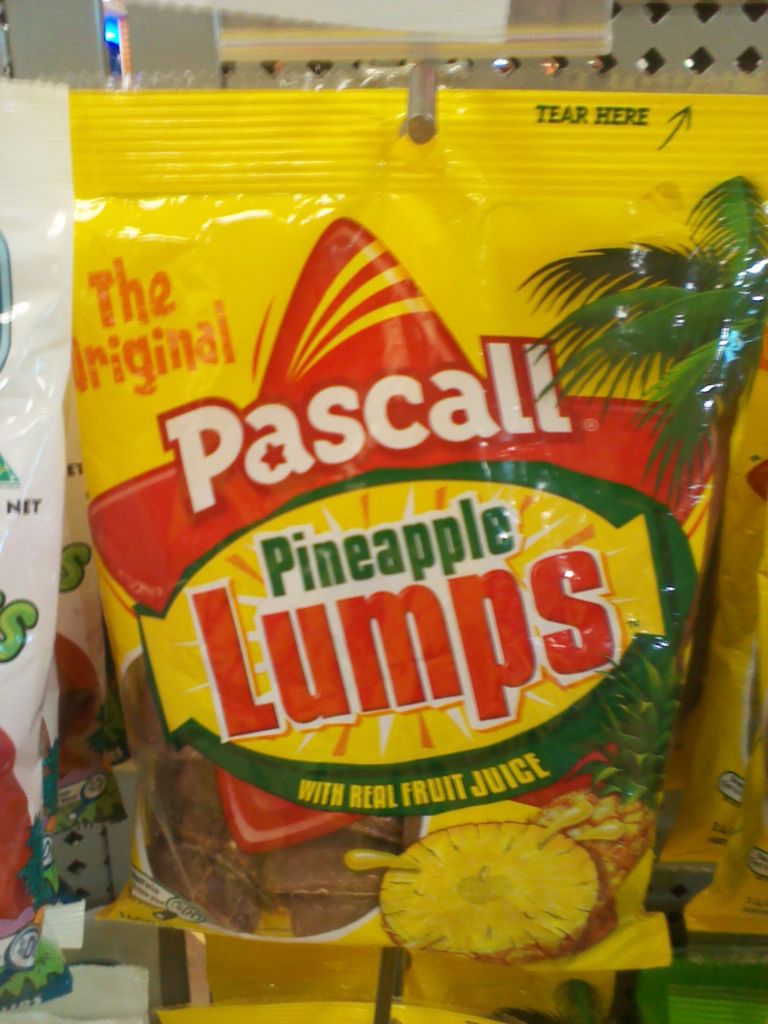 TEAR HERE
The
Original
Pascall
Pineapple
Lumps
WITH REAL FRUIT JUICE
NET